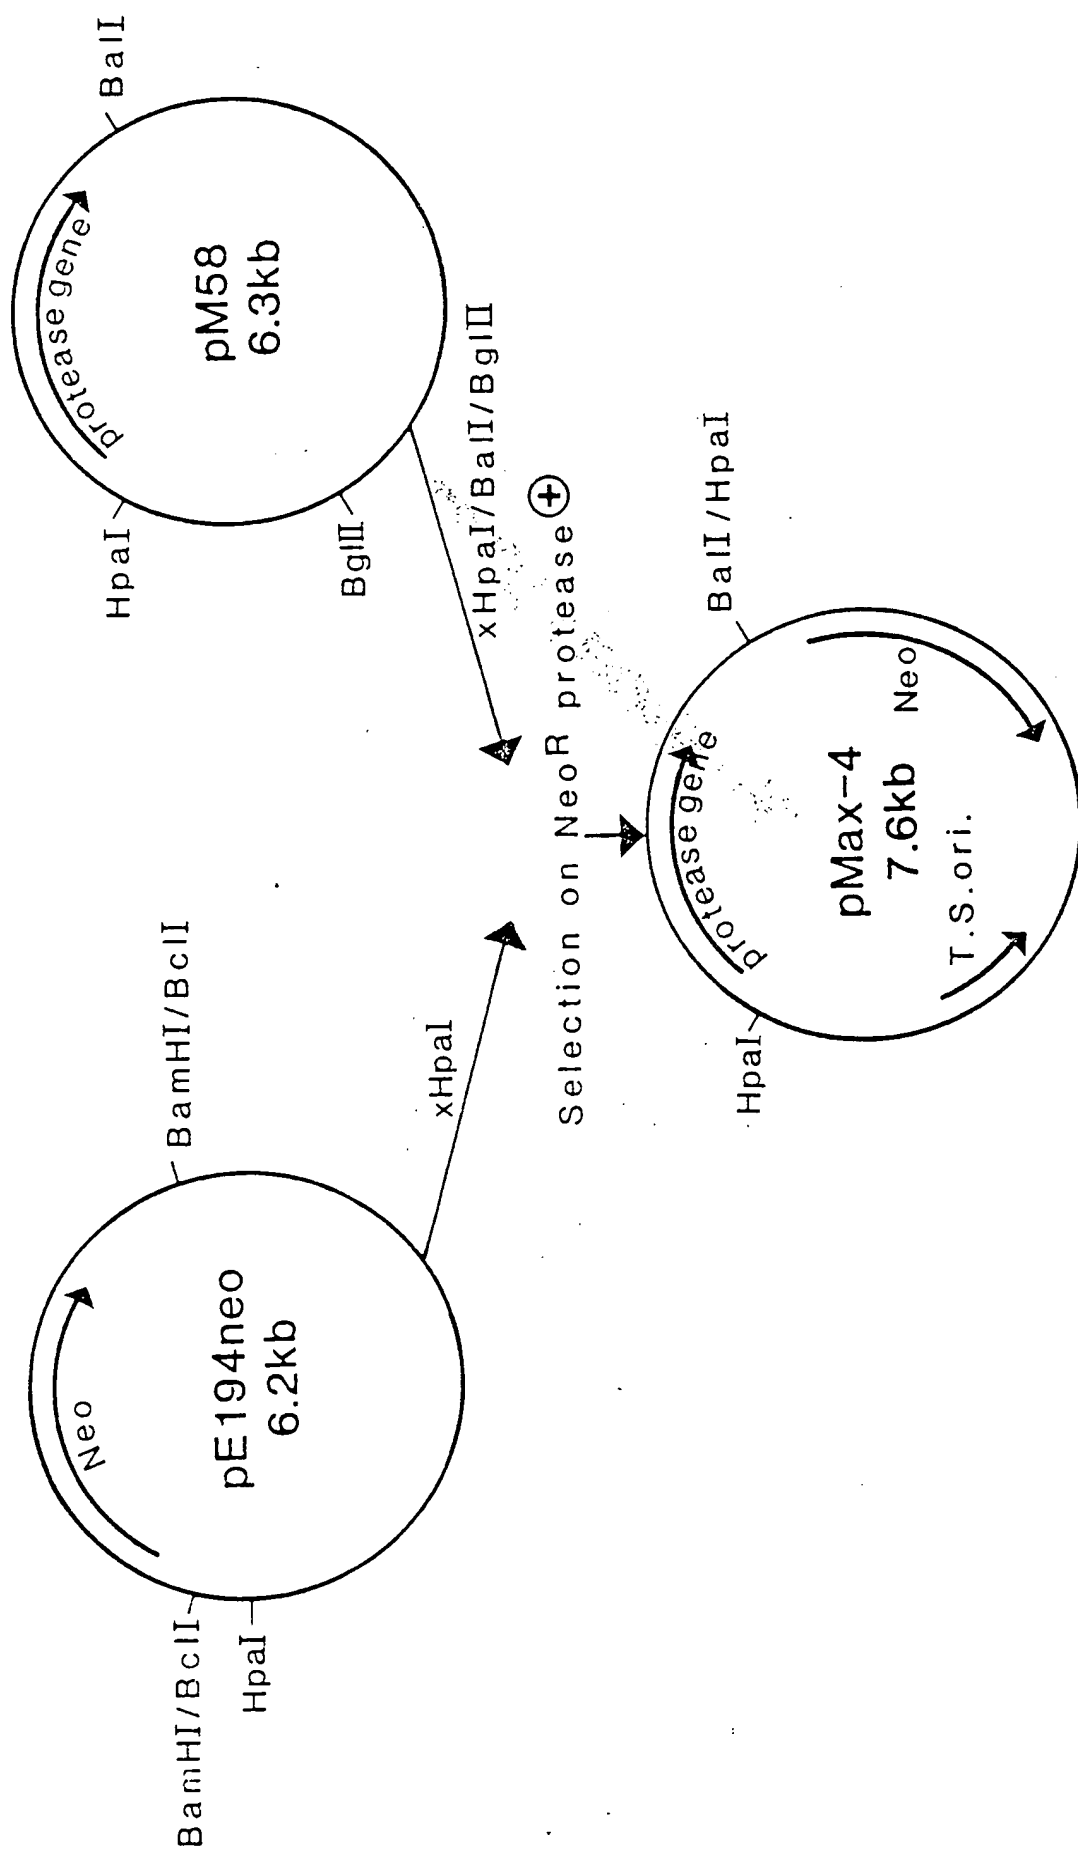 BamHI/BclI
HpaI
Neo
BamHI/BclI
pE194neo
6.2kb
xHpaI
HpaI
protease gene
BalI
pM58
6.3kb
BglII
xHpaI/BalI/BglII
Selection on NeoR protease +
HpaI
protease gene
BalI/HpaI
pMax-4
7.6kb
Neo
T.S.ori.